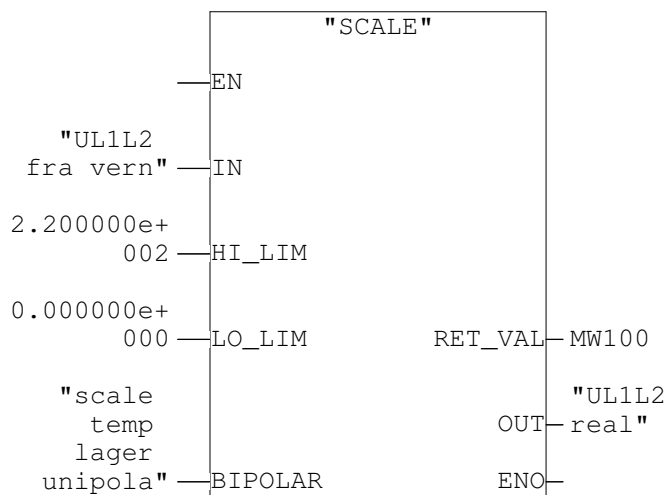 "SCALE"
EN
"UL1L2
fra vern"
IN
2.200000e+
002
HI_LIM
0.000000e+
000
LO_LIM
RET_VAL
MW100
"scale
temp
lager
unipola"
BIPOLAR
"UL1L2
real"
OUT
ENO